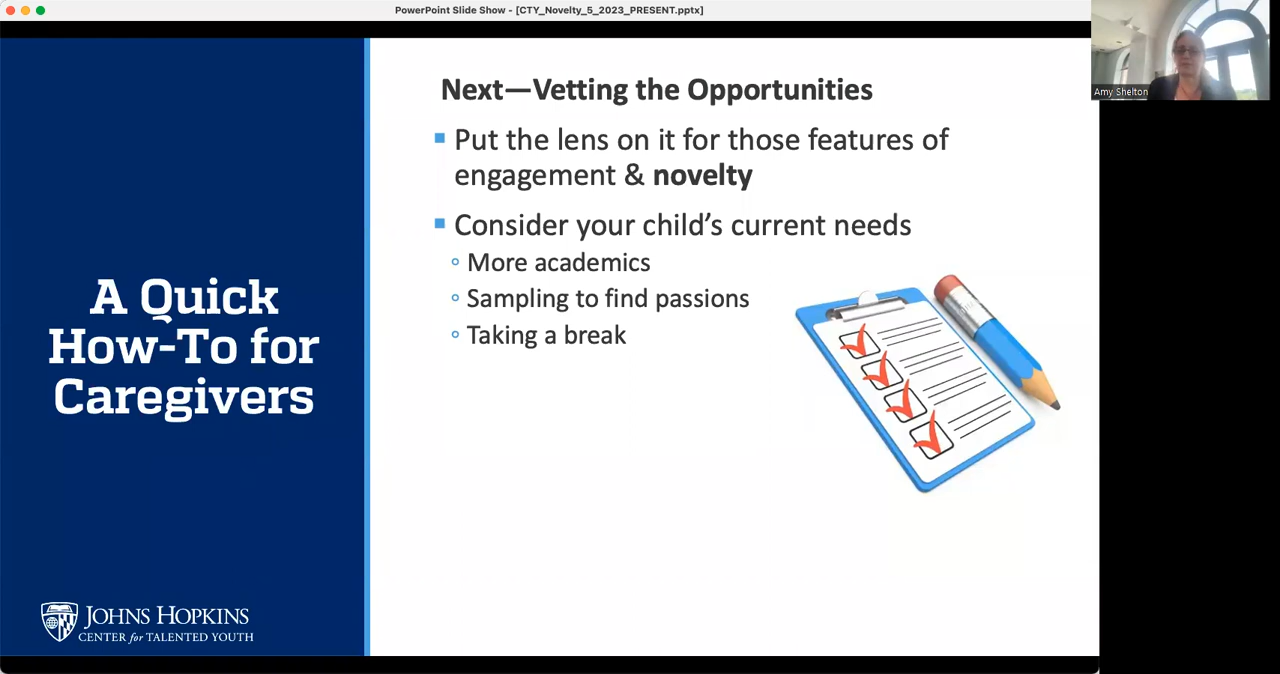 PowerPoint Slide Show - [CTY_Novelty_5_2023_PRESENT.pptx]
Amy Shelton
Next—Vetting the Opportunities
Put the lens on it for those features of
engagement & novelty
Consider your child's current needs
More academics
Sampling to find passions
Taking a break
A Quick
How-To for
Caregivers
JOHNS HOPKINS
CENTER for TALENTED YOUTH